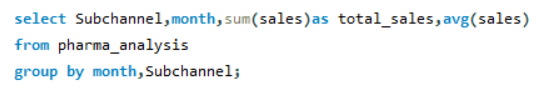 select Subchannel,month,sum(sales)as total_sales,avg(sales)
from pharma_analysis
group by month,Subchannel;